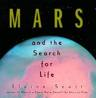 MARS
and the
Search for
Life
Elaine Scott